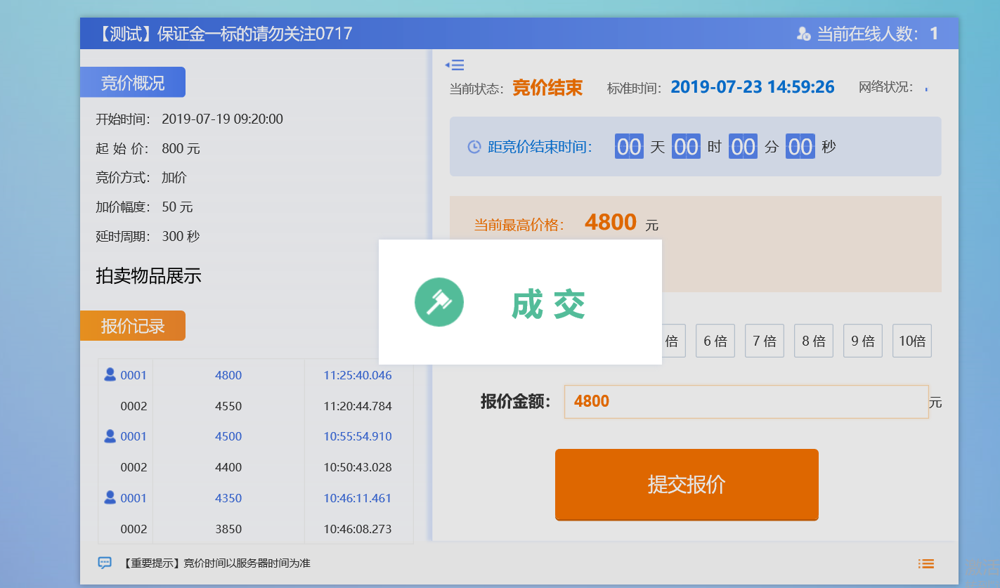 【测试】保证金一标的请勿关注0717
当前在线人数： 1
竞价概况
开始时间： 2019-07-19 09:20:00
起 始 价： 800 元
竞价方式： 加价
加价幅度： 50 元
延时周期： 300 秒
拍卖物品展示
报价记录
0001 4800 11:25:40.046
0002 4550 11:20:44.784
0001 4500 10:55:54.910
0002 4400 10:50:43.028
0001 4350 10:46:11.461
0002 3850 10:46:08.273
当前状态： 竞价结束 标准时间： 2019-07-23 14:59:26 网络状况：
距竞价结束时间： 00 天 00 时 00 分 00 秒
当前最高价格： 4800 元
成交
倍 6 倍 7 倍 8 倍 9 倍 10倍
报价金额： 4800 元
提交报价
【重要提示】竞价时间以服务器时间为准
激活